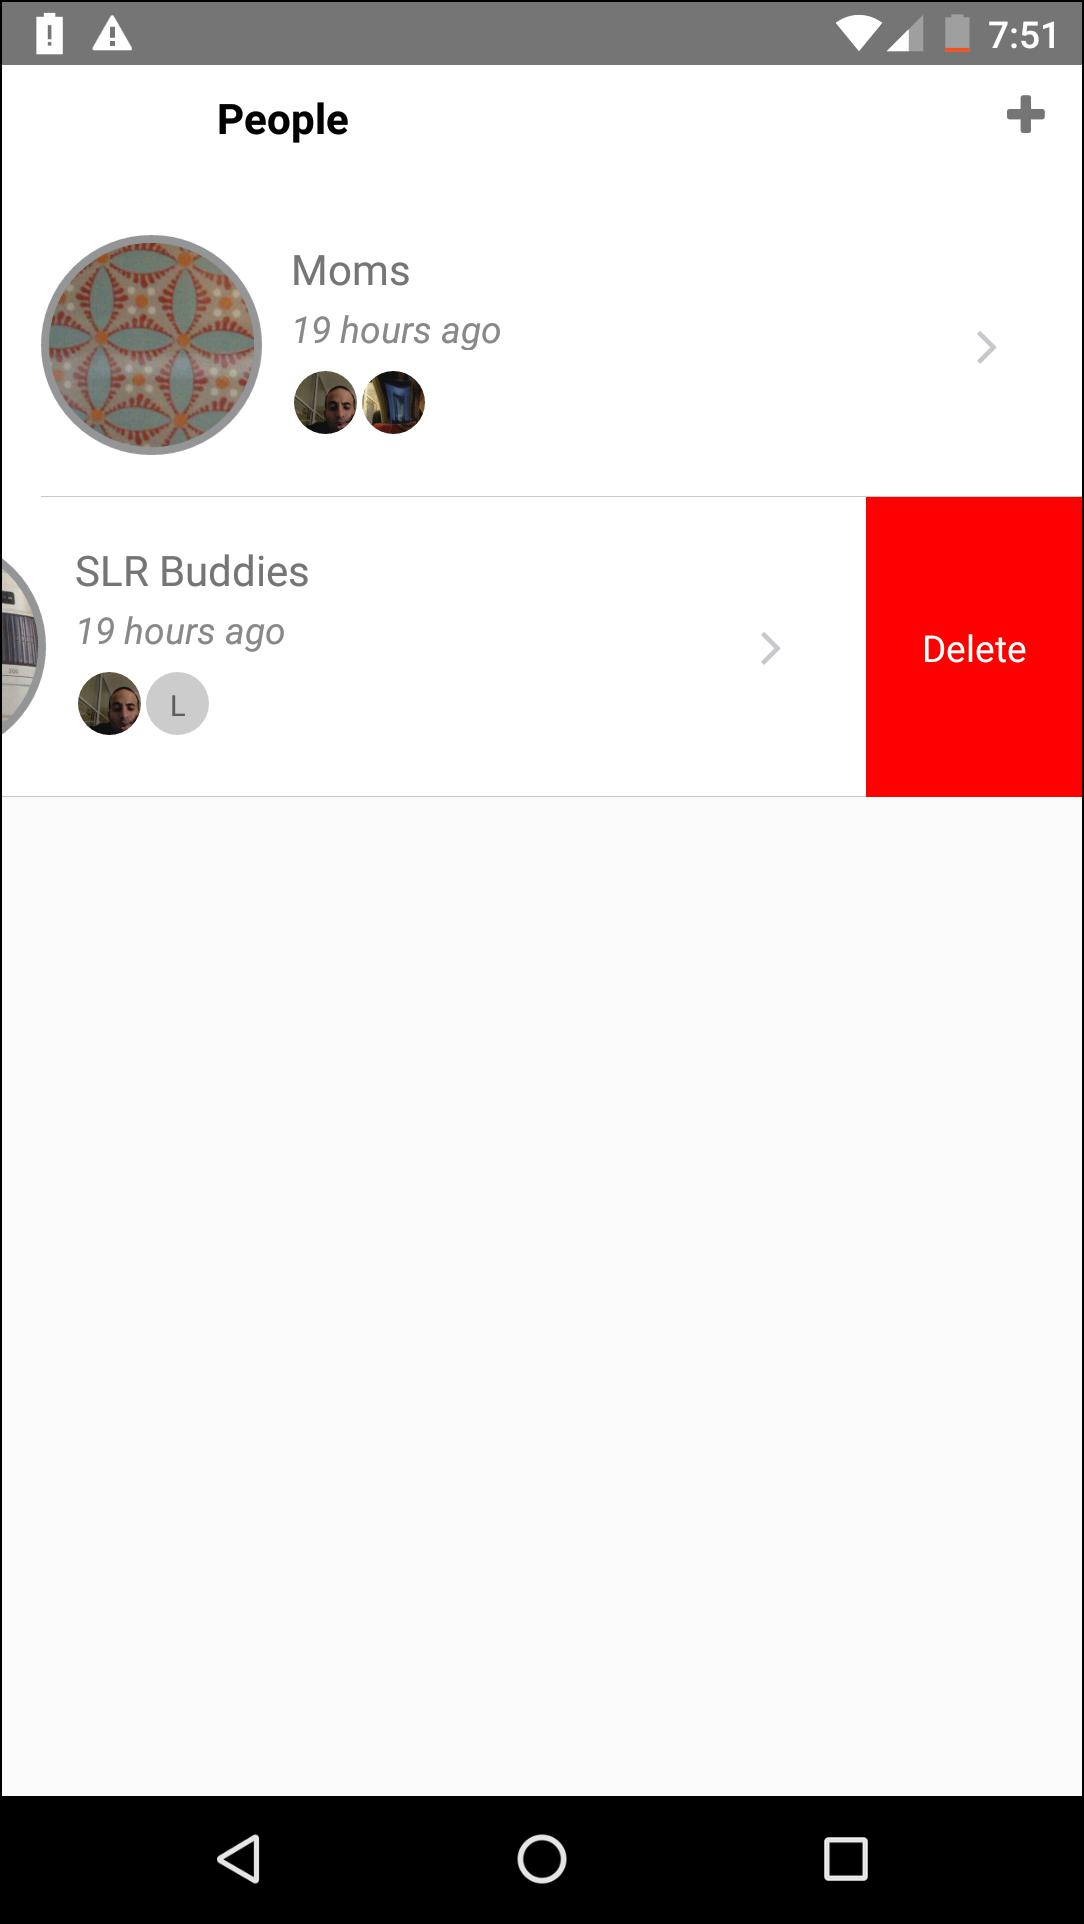 7:51
People
Moms
19 hours ago
SLR Buddies
19 hours ago
L
Delete